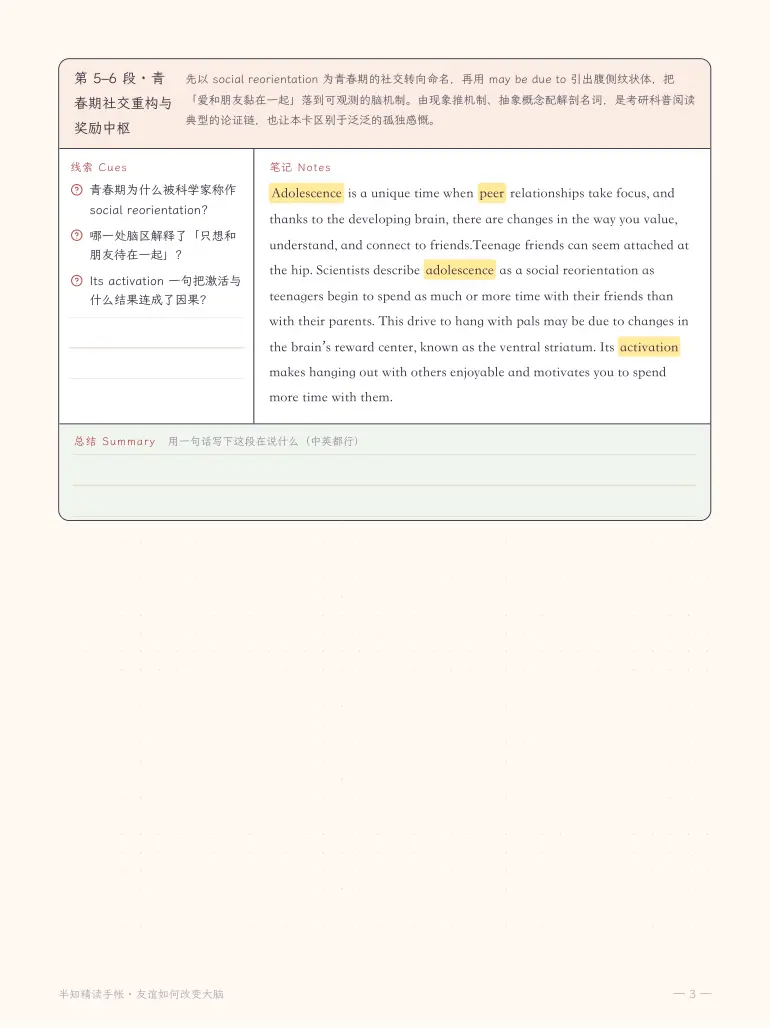 第 5–6 段・青
春期社交重构与
奖励中枢
先以 social reorientation 为青春期的社交转向命名，再用 may be due to 引出腹侧纹状体，把
「爱和朋友黏在一起」落到可观测的脑机制。由现象推机制、抽象概念配解剖名词，是考研科普阅读
典型的论证链，也让本卡区别于泛泛的孤独感慨。
线索 Cues
青春期为什么被科学家称作
social reorientation？
哪一处脑区解释了「只想和
朋友待在一起」？
Its activation 一句把激活与
什么结果连成了因果？
笔记 Notes
Adolescence is a unique time when peer relationships take focus, and
thanks to the developing brain, there are changes in the way you value,
understand, and connect to friends.Teenage friends can seem attached at
the hip. Scientists describe adolescence as a social reorientation as
teenagers begin to spend as much or more time with their friends than
with their parents. This drive to hang with pals may be due to changes in
the brain's reward center, known as the ventral striatum. Its activation
makes hanging out with others enjoyable and motivates you to spend
more time with them.
总结 Summary 用一句话写下这段在说什么（中英都行）
半知精读手帐・友谊如何改变大脑
— 3 —